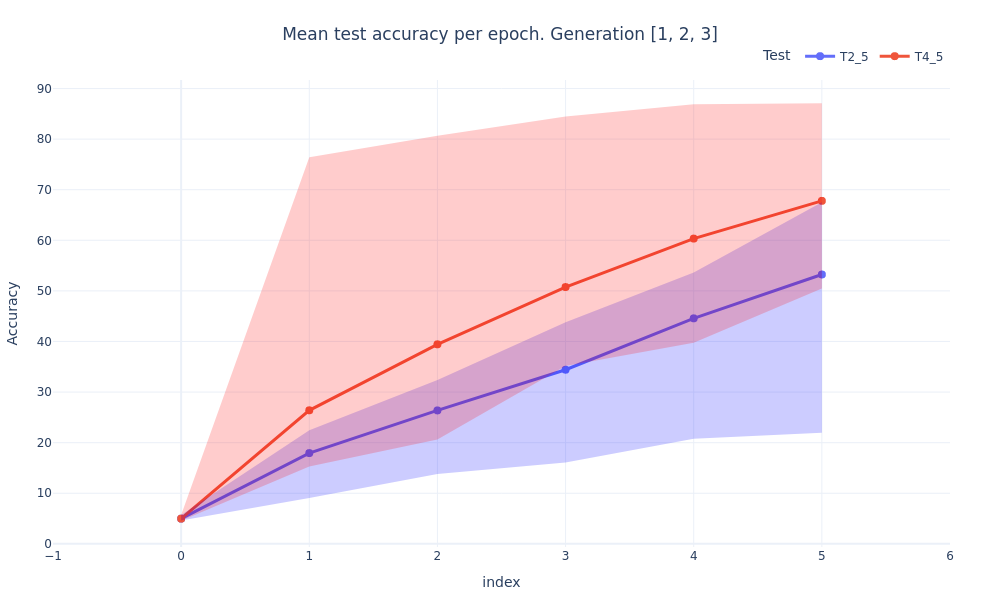 Mean test accuracy per epoch. Generation [1, 2, 3]
Test T2_5 T4_5
90
80
70
60
50
40
30
20
10
0
Accuracy
−1 0 1 2 3 4 5 6
index